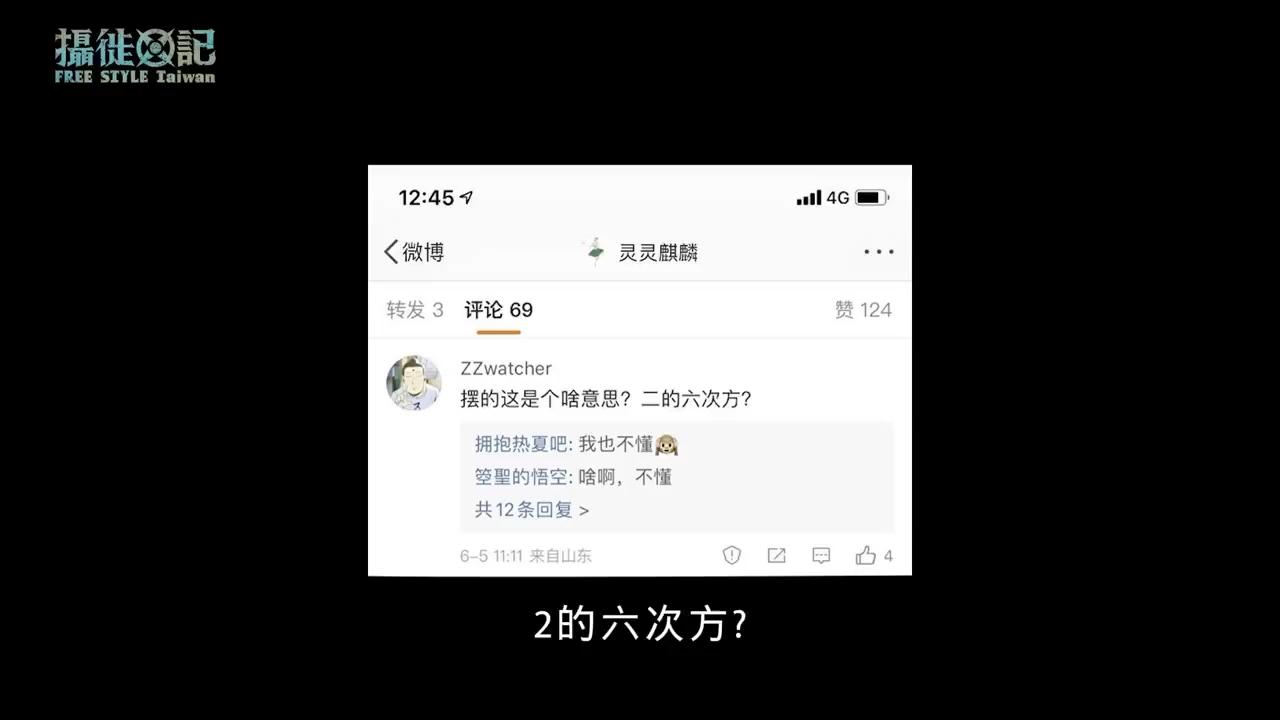 攝徒日記
FREE STYLE Taiwan
12:45
4G
微博
灵灵麒麟
转发 3
评论 69
赞 124
ZZwatcher
摆的这是个啥意思？二的六次方？
拥抱热夏吧: 我也不懂
箜聖的悟空: 啥啊，不懂
共12条回复 >
6-5 11:11 来自山东
4
2的六次方?